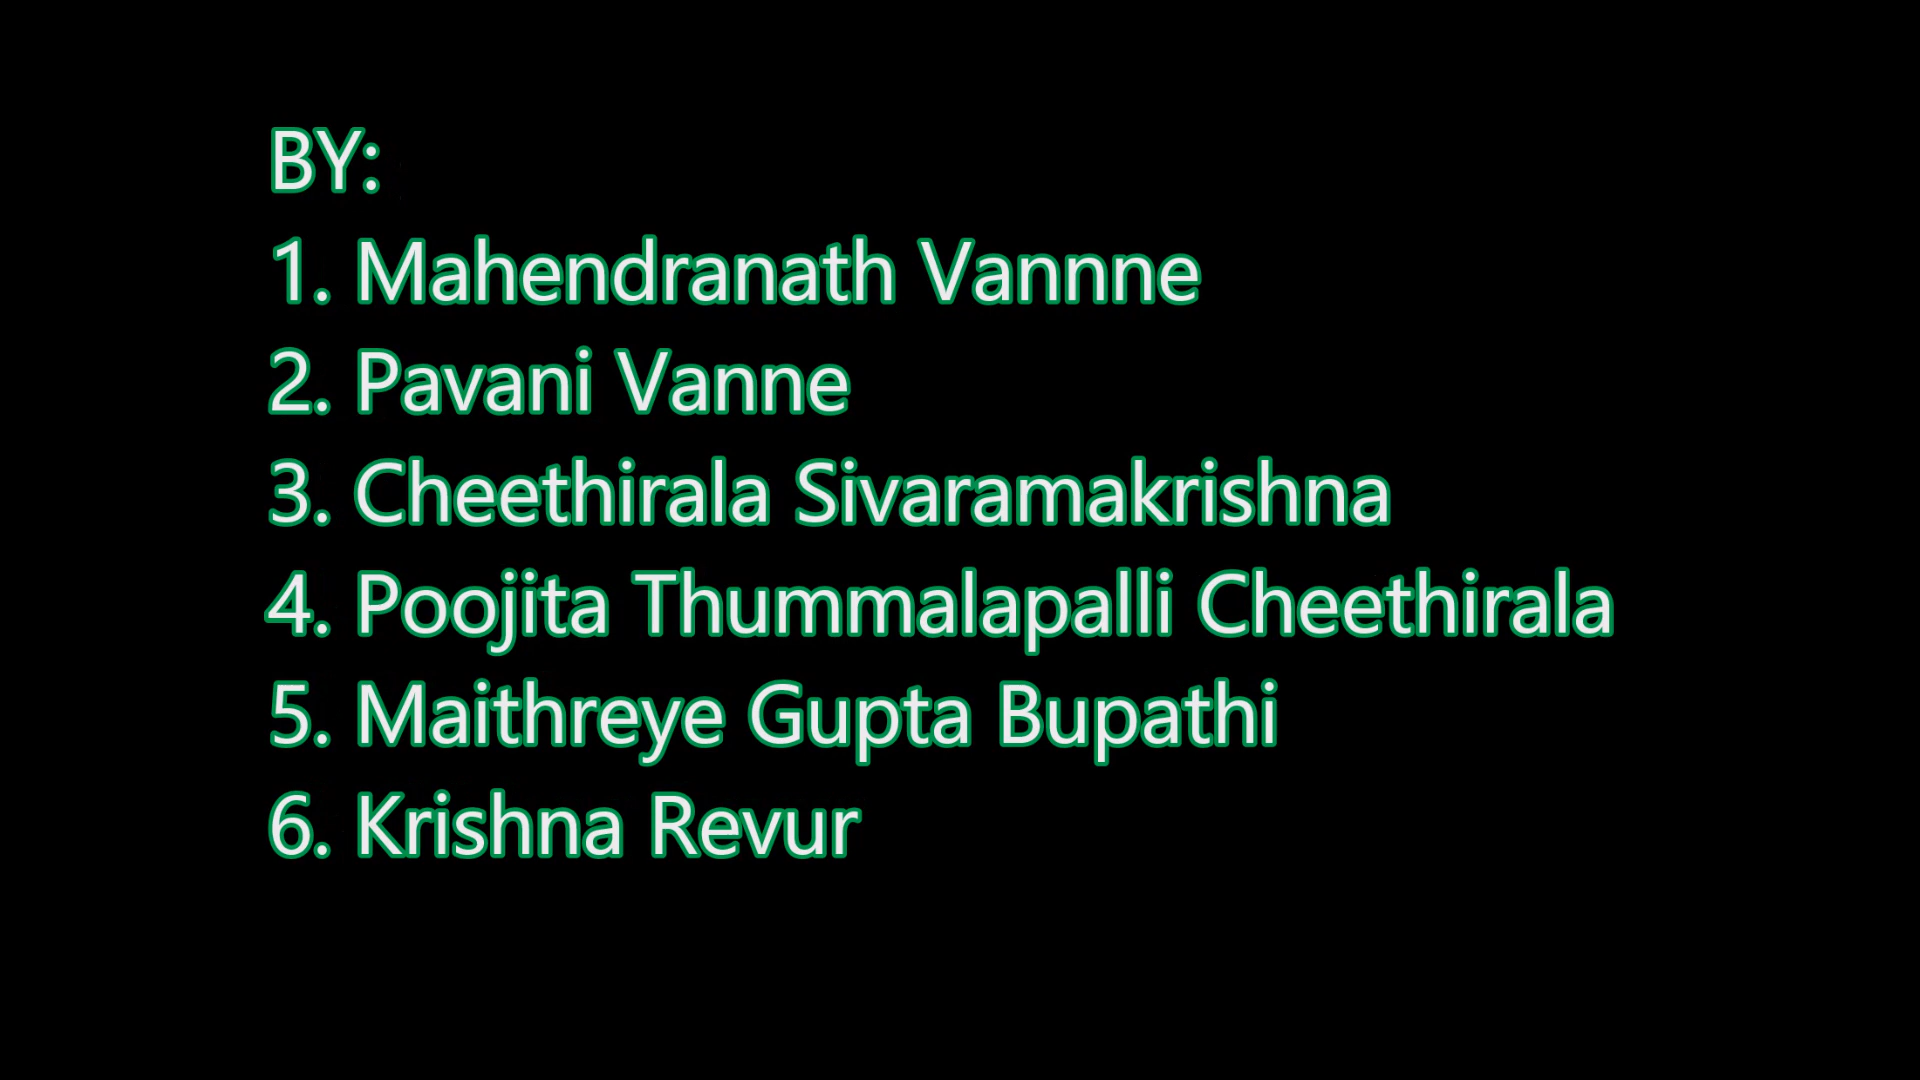 BY:
1. Mahendranath Vannne
2. Pavani Vanne
3. Cheethirala Sivaramakrishna
4. Poojita Thummalapalli Cheethirala
5. Maithreye Gupta Bupathi
6. Krishna Revur